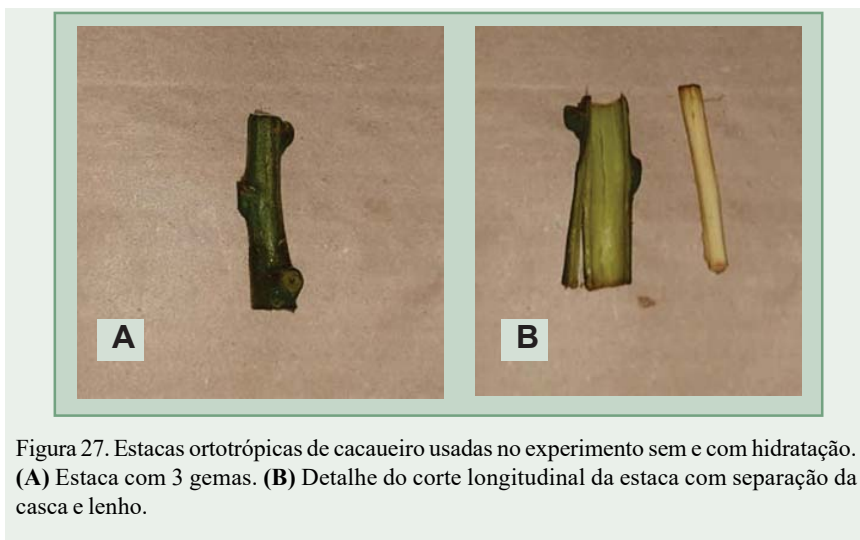 A
B
Figura 27. Estacas ortotrópicas de cacaueiro usadas no experimento sem e com hidratação.
(A) Estaca com 3 gemas. (B) Detalhe do corte longitudinal da estaca com separação da
casca e lenho.